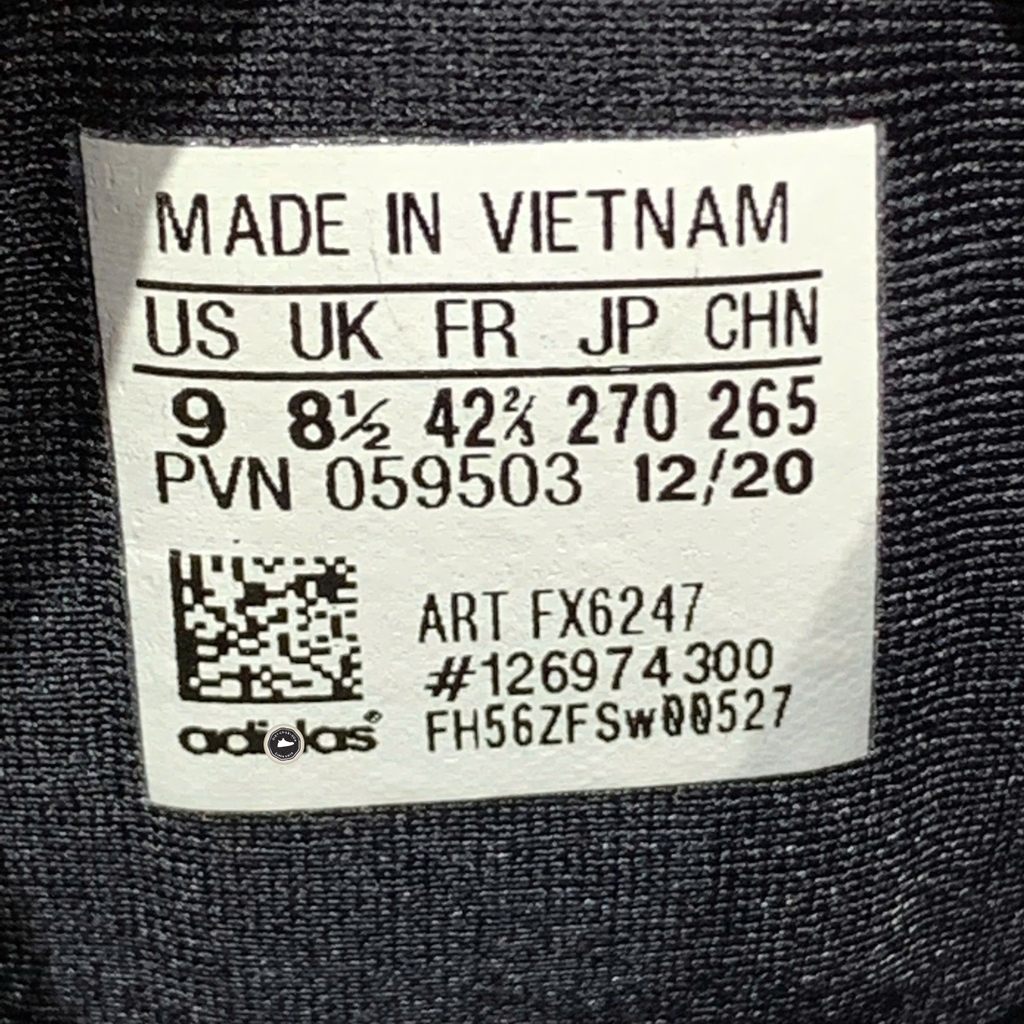 MADE IN VIETNAM
US UK FR JP CHN
9 8½ 42⅔ 270 265
PVN 059503 12/20
ART FX6247
#126974300
FH56ZFSW00527
adidas®